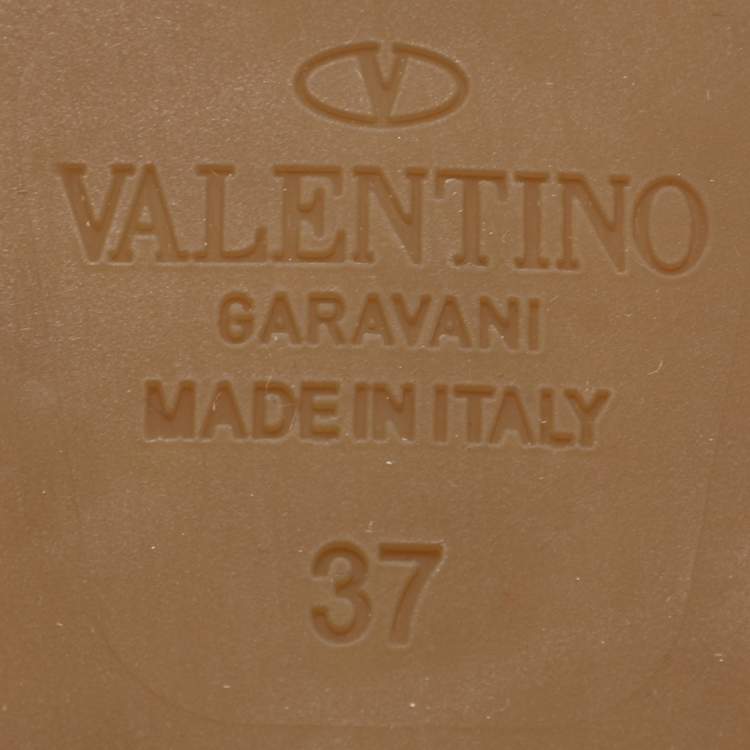 V
VALENTINO
GARAVANI
MADE IN ITALY
37